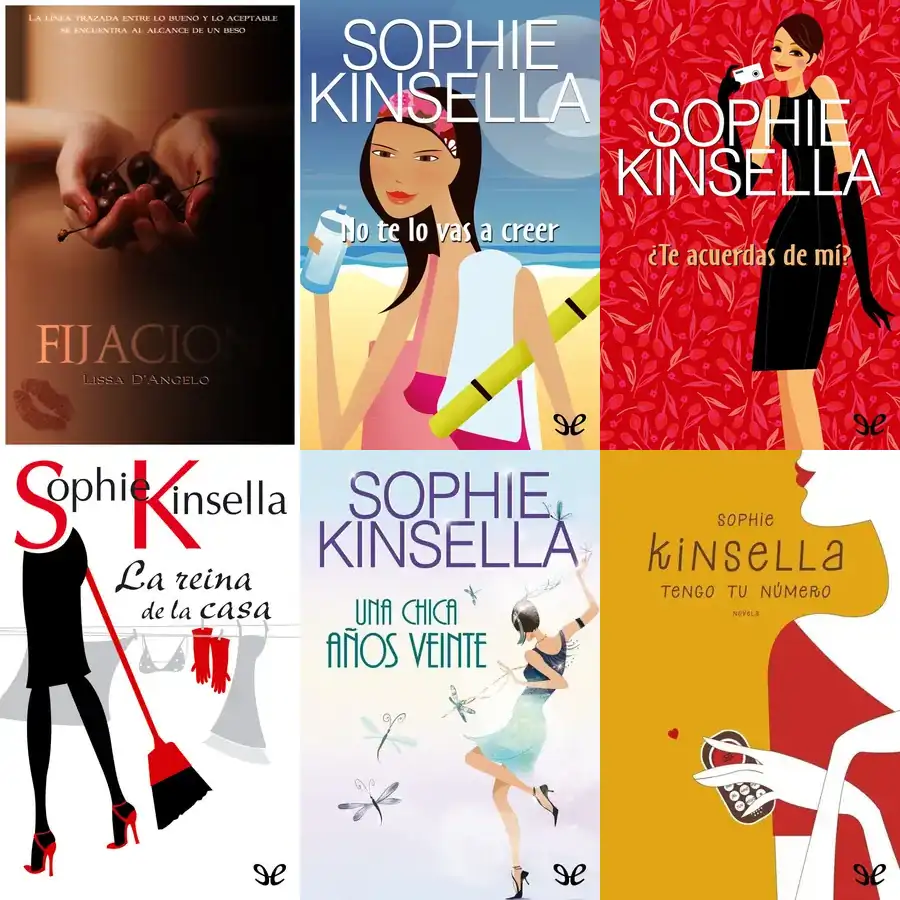 LA LÍNEA TRAZADA ENTRE LO BUENO Y LO ACEPTABLE
SE ENCUENTRA AL ALCANCE DE UN BESO
FIJACION
LISSA D'ANGELO
SOPHIE
KINSELLA
No te lo vas a creer
SOPHIE
KINSELLA
¿Te acuerdas de mí?
Sophie Kinsella
La reina
de la casa
SOPHIE
KINSELLA
UNA CHICA
AÑOS VEINTE
SOPHIE
KINSELLA
TENGO TU NÚMERO
NOVELA